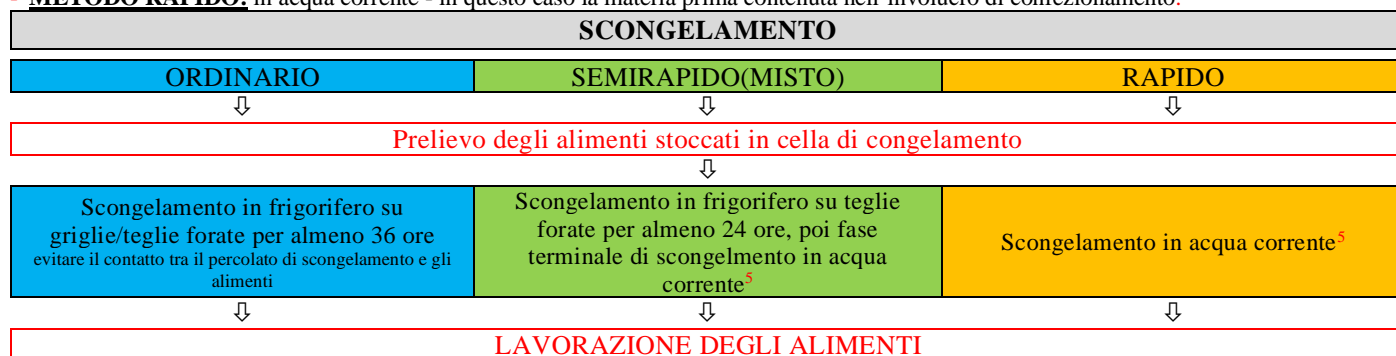 METODO RAPIDO: in acqua corrente - in questo caso la materia prima contenuta nell'involucro di confezionamento.
SCONGELAMENTO
ORDINARIO SEMIRAPIDO(MISTO) RAPIDO
⇩ ⇩ ⇩
Prelievo degli alimenti stoccati in cella di congelamento
⇩
Scongelamento in frigorifero su
griglie/teglie forate per almeno 36 ore
evitare il contatto tra il percolato di scongelamento e gli
alimenti
Scongelamento in frigorifero su teglie
forate per almeno 24 ore, poi fase
terminale di scongelmento in acqua
corrente⁵
Scongelamento in acqua corrente⁵
⇩ ⇩ ⇩
LAVORAZIONE DEGLI ALIMENTI